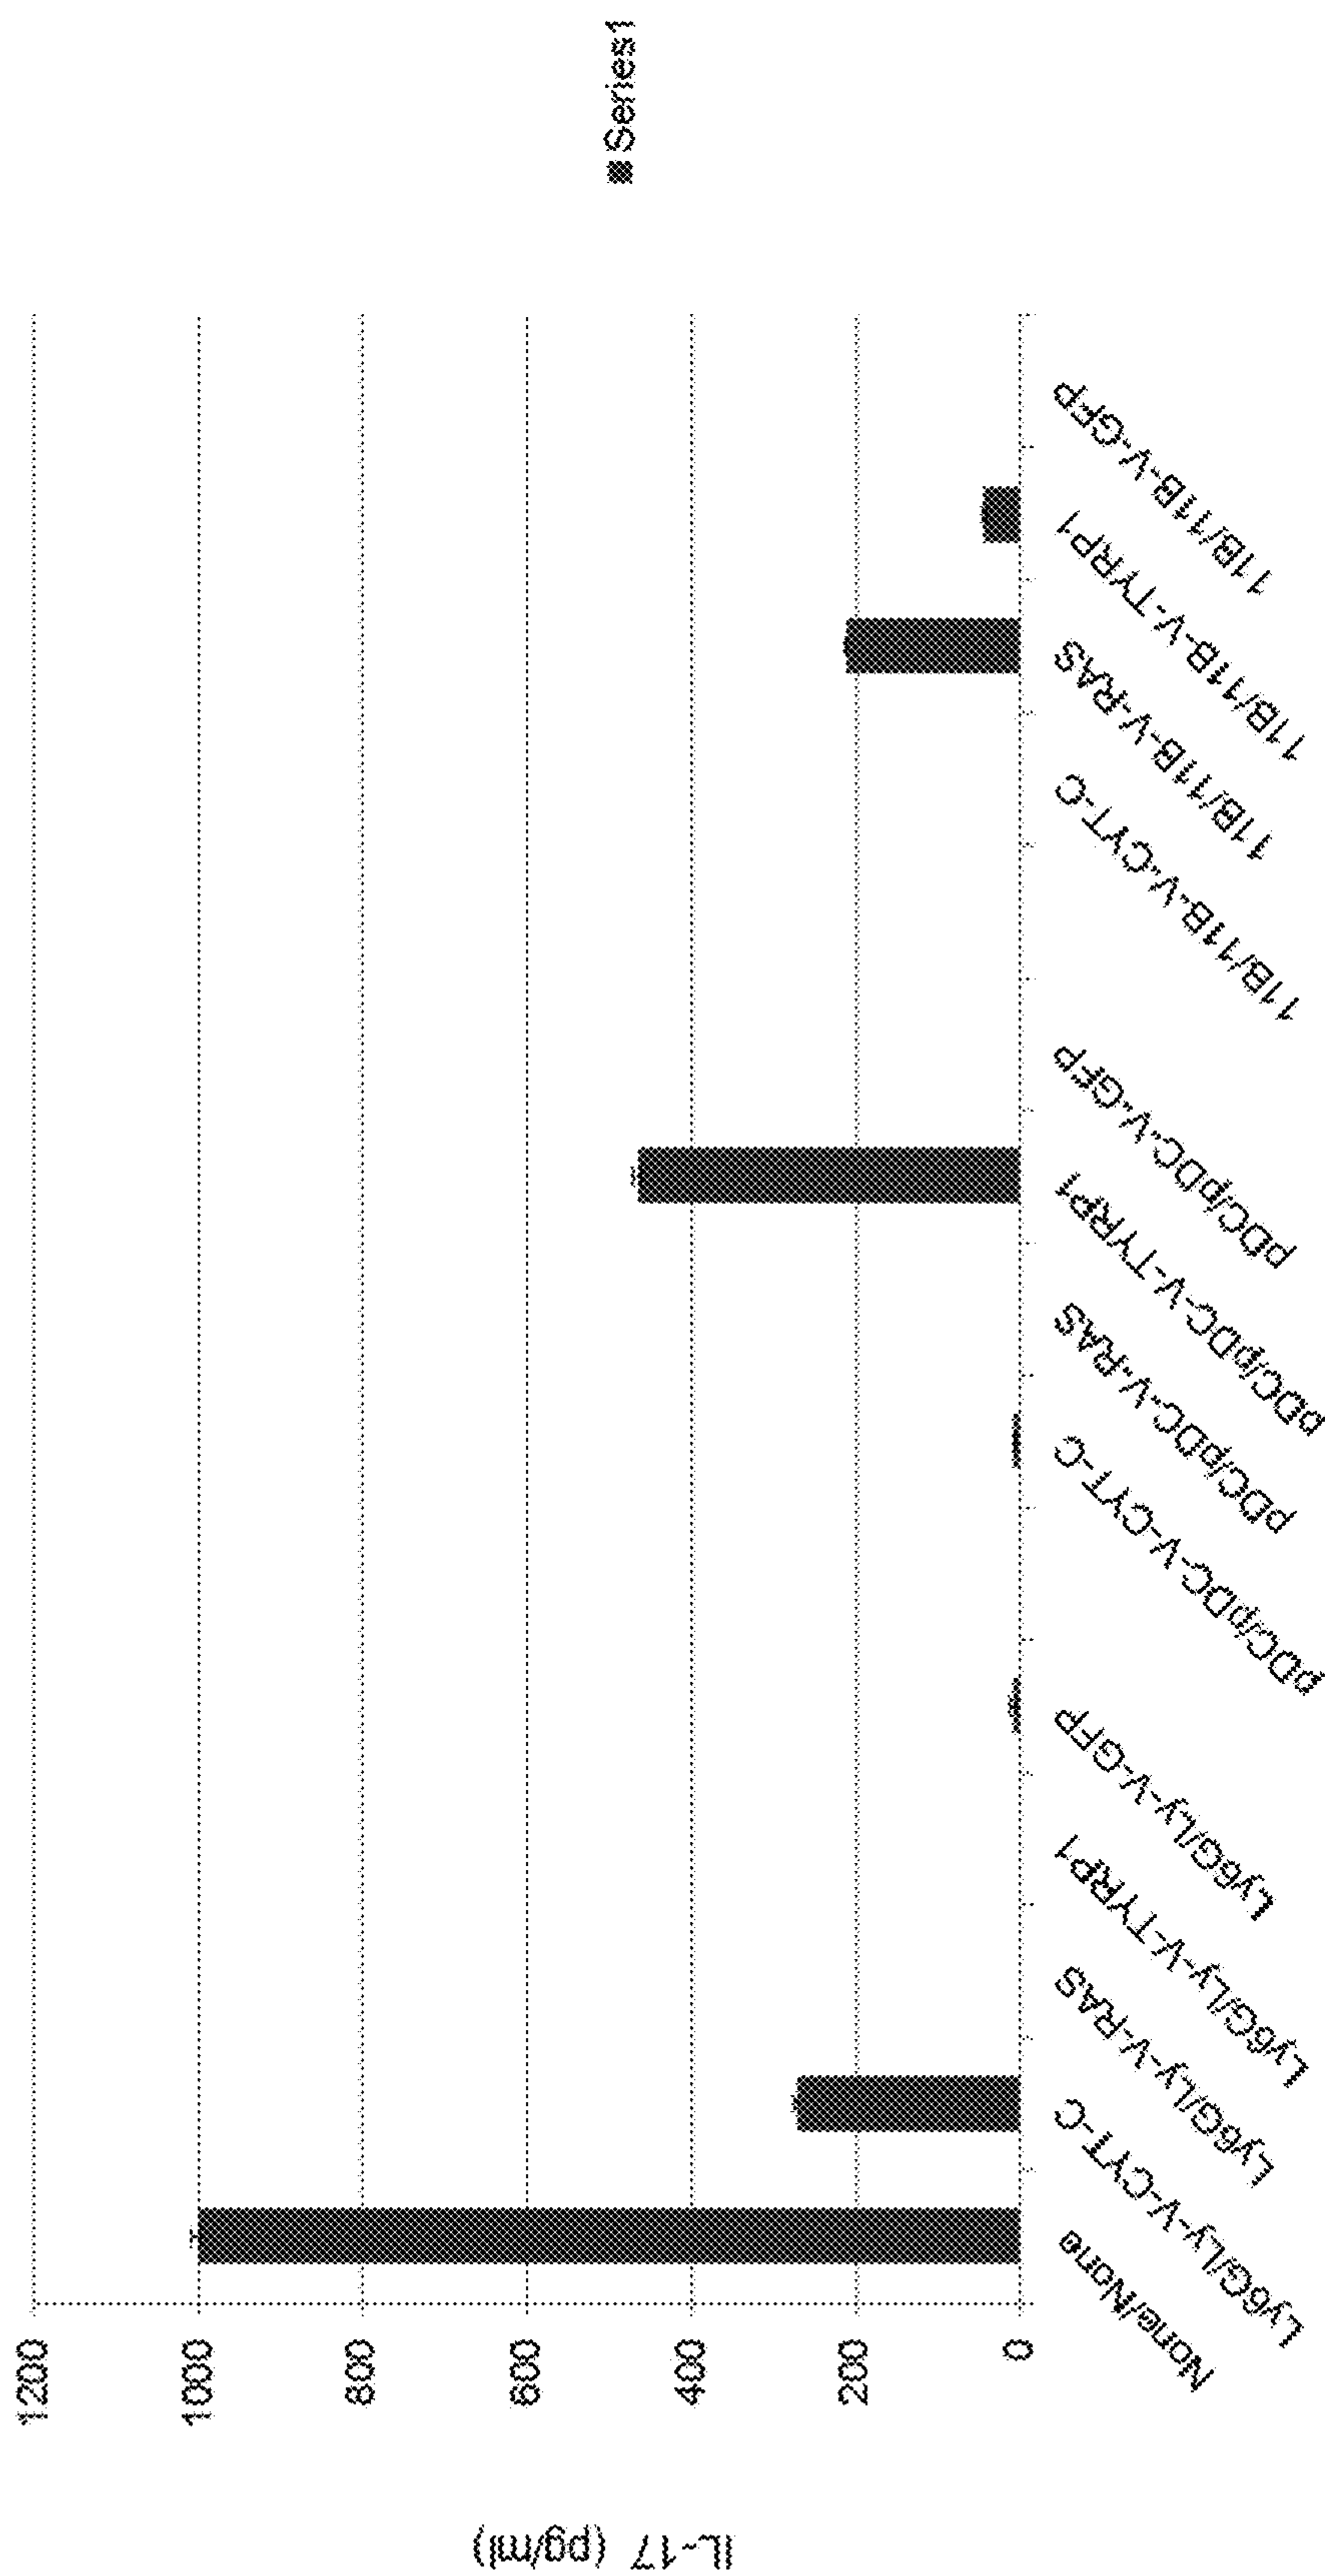 IL-17 (pg/ml)
1200
1000
800
600
400
200
0
None/None
Ly6G/Ly-V-CYT-C
Ly6G/Ly-V-RAS
Ly6G/Ly-V-TYRP1
Ly6G/Ly-V-GFP
pDC/pDC-V-CYT-C
pDC/pDC-V-RAS
pDC/pDC-V-TYRP1
pDC/pDC-V-GFP
11B/11B-V-CYT-C
11B/11B-V-RAS
11B/11B-V-TYRP1
11B/11B-V-GFP
Series1